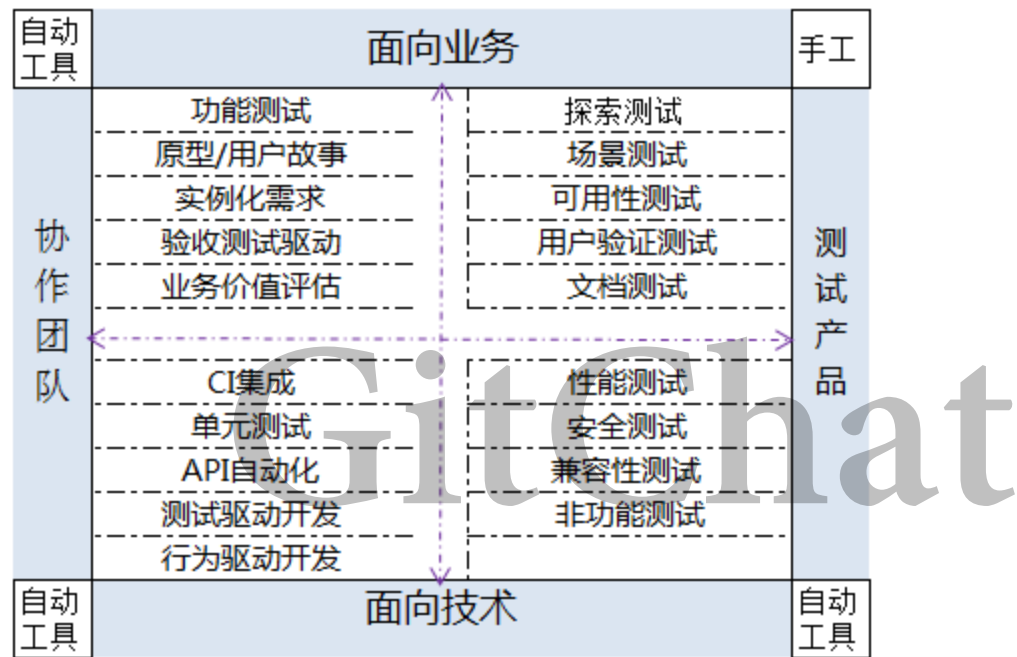 自动
工具
面向业务
手工
协
作
团
队
功能测试
原型/用户故事
实例化需求
验收测试驱动
业务价值评估
探索测试
场景测试
可用性测试
用户验证测试
文档测试
测
试
产
品
CI集成
单元测试
API自动化
测试驱动开发
行为驱动开发
性能测试
安全测试
兼容性测试
非功能测试
GitChat
自动
工具
面向技术
自动
工具